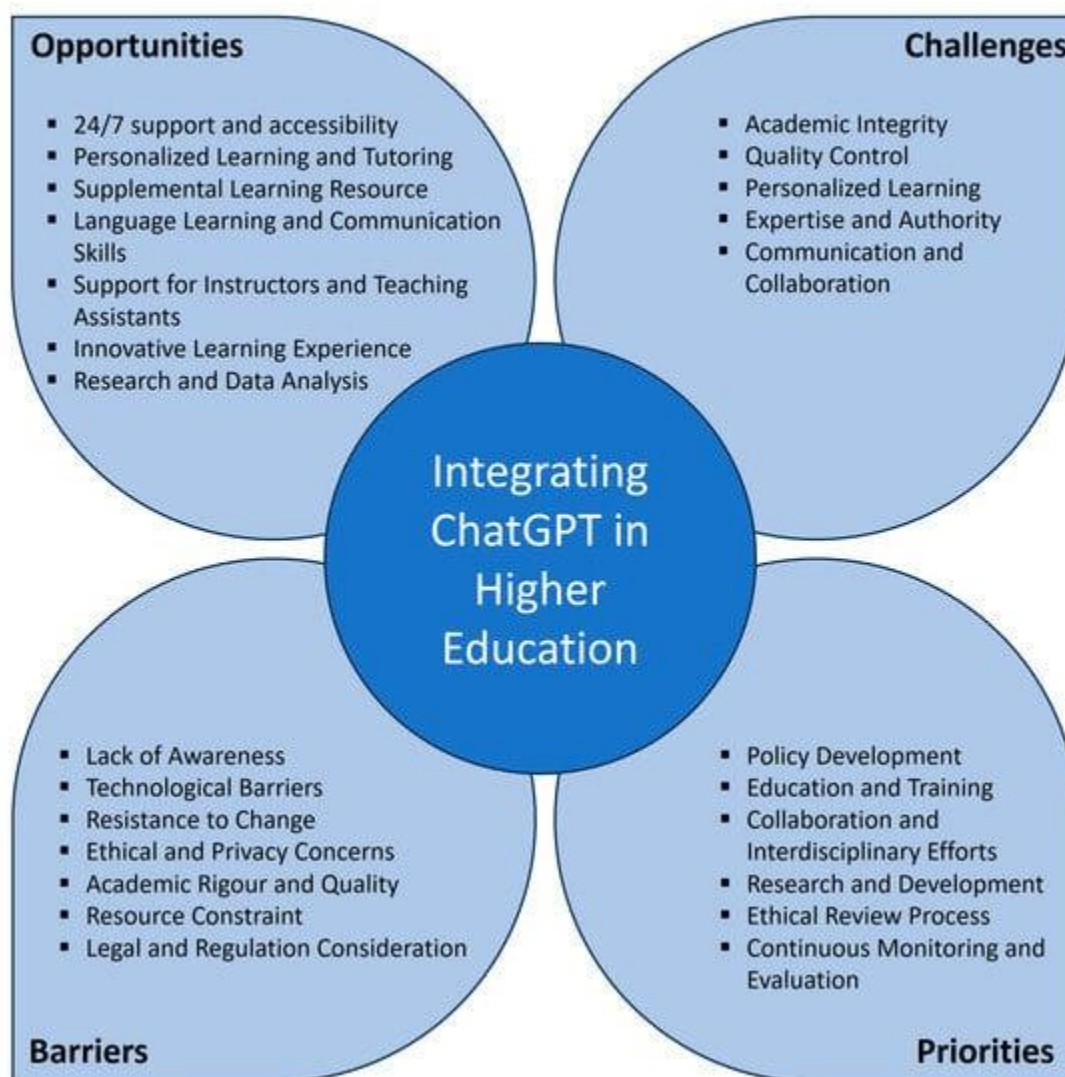 Opportunities
▪ 24/7 support and accessibility
▪ Personalized Learning and Tutoring
▪ Supplemental Learning Resource
▪ Language Learning and Communication
Skills
▪ Support for Instructors and Teaching
Assistants
▪ Innovative Learning Experience
▪ Research and Data Analysis
Challenges
▪ Academic Integrity
▪ Quality Control
▪ Personalized Learning
▪ Expertise and Authority
▪ Communication and
Collaboration
Integrating
ChatGPT in
Higher
Education
▪ Lack of Awareness
▪ Technological Barriers
▪ Resistance to Change
▪ Ethical and Privacy Concerns
▪ Academic Rigour and Quality
▪ Resource Constraint
▪ Legal and Regulation Consideration
Barriers
▪ Policy Development
▪ Education and Training
▪ Collaboration and
Interdisciplinary Efforts
▪ Research and Development
▪ Ethical Review Process
▪ Continuous Monitoring and
Evaluation
Priorities